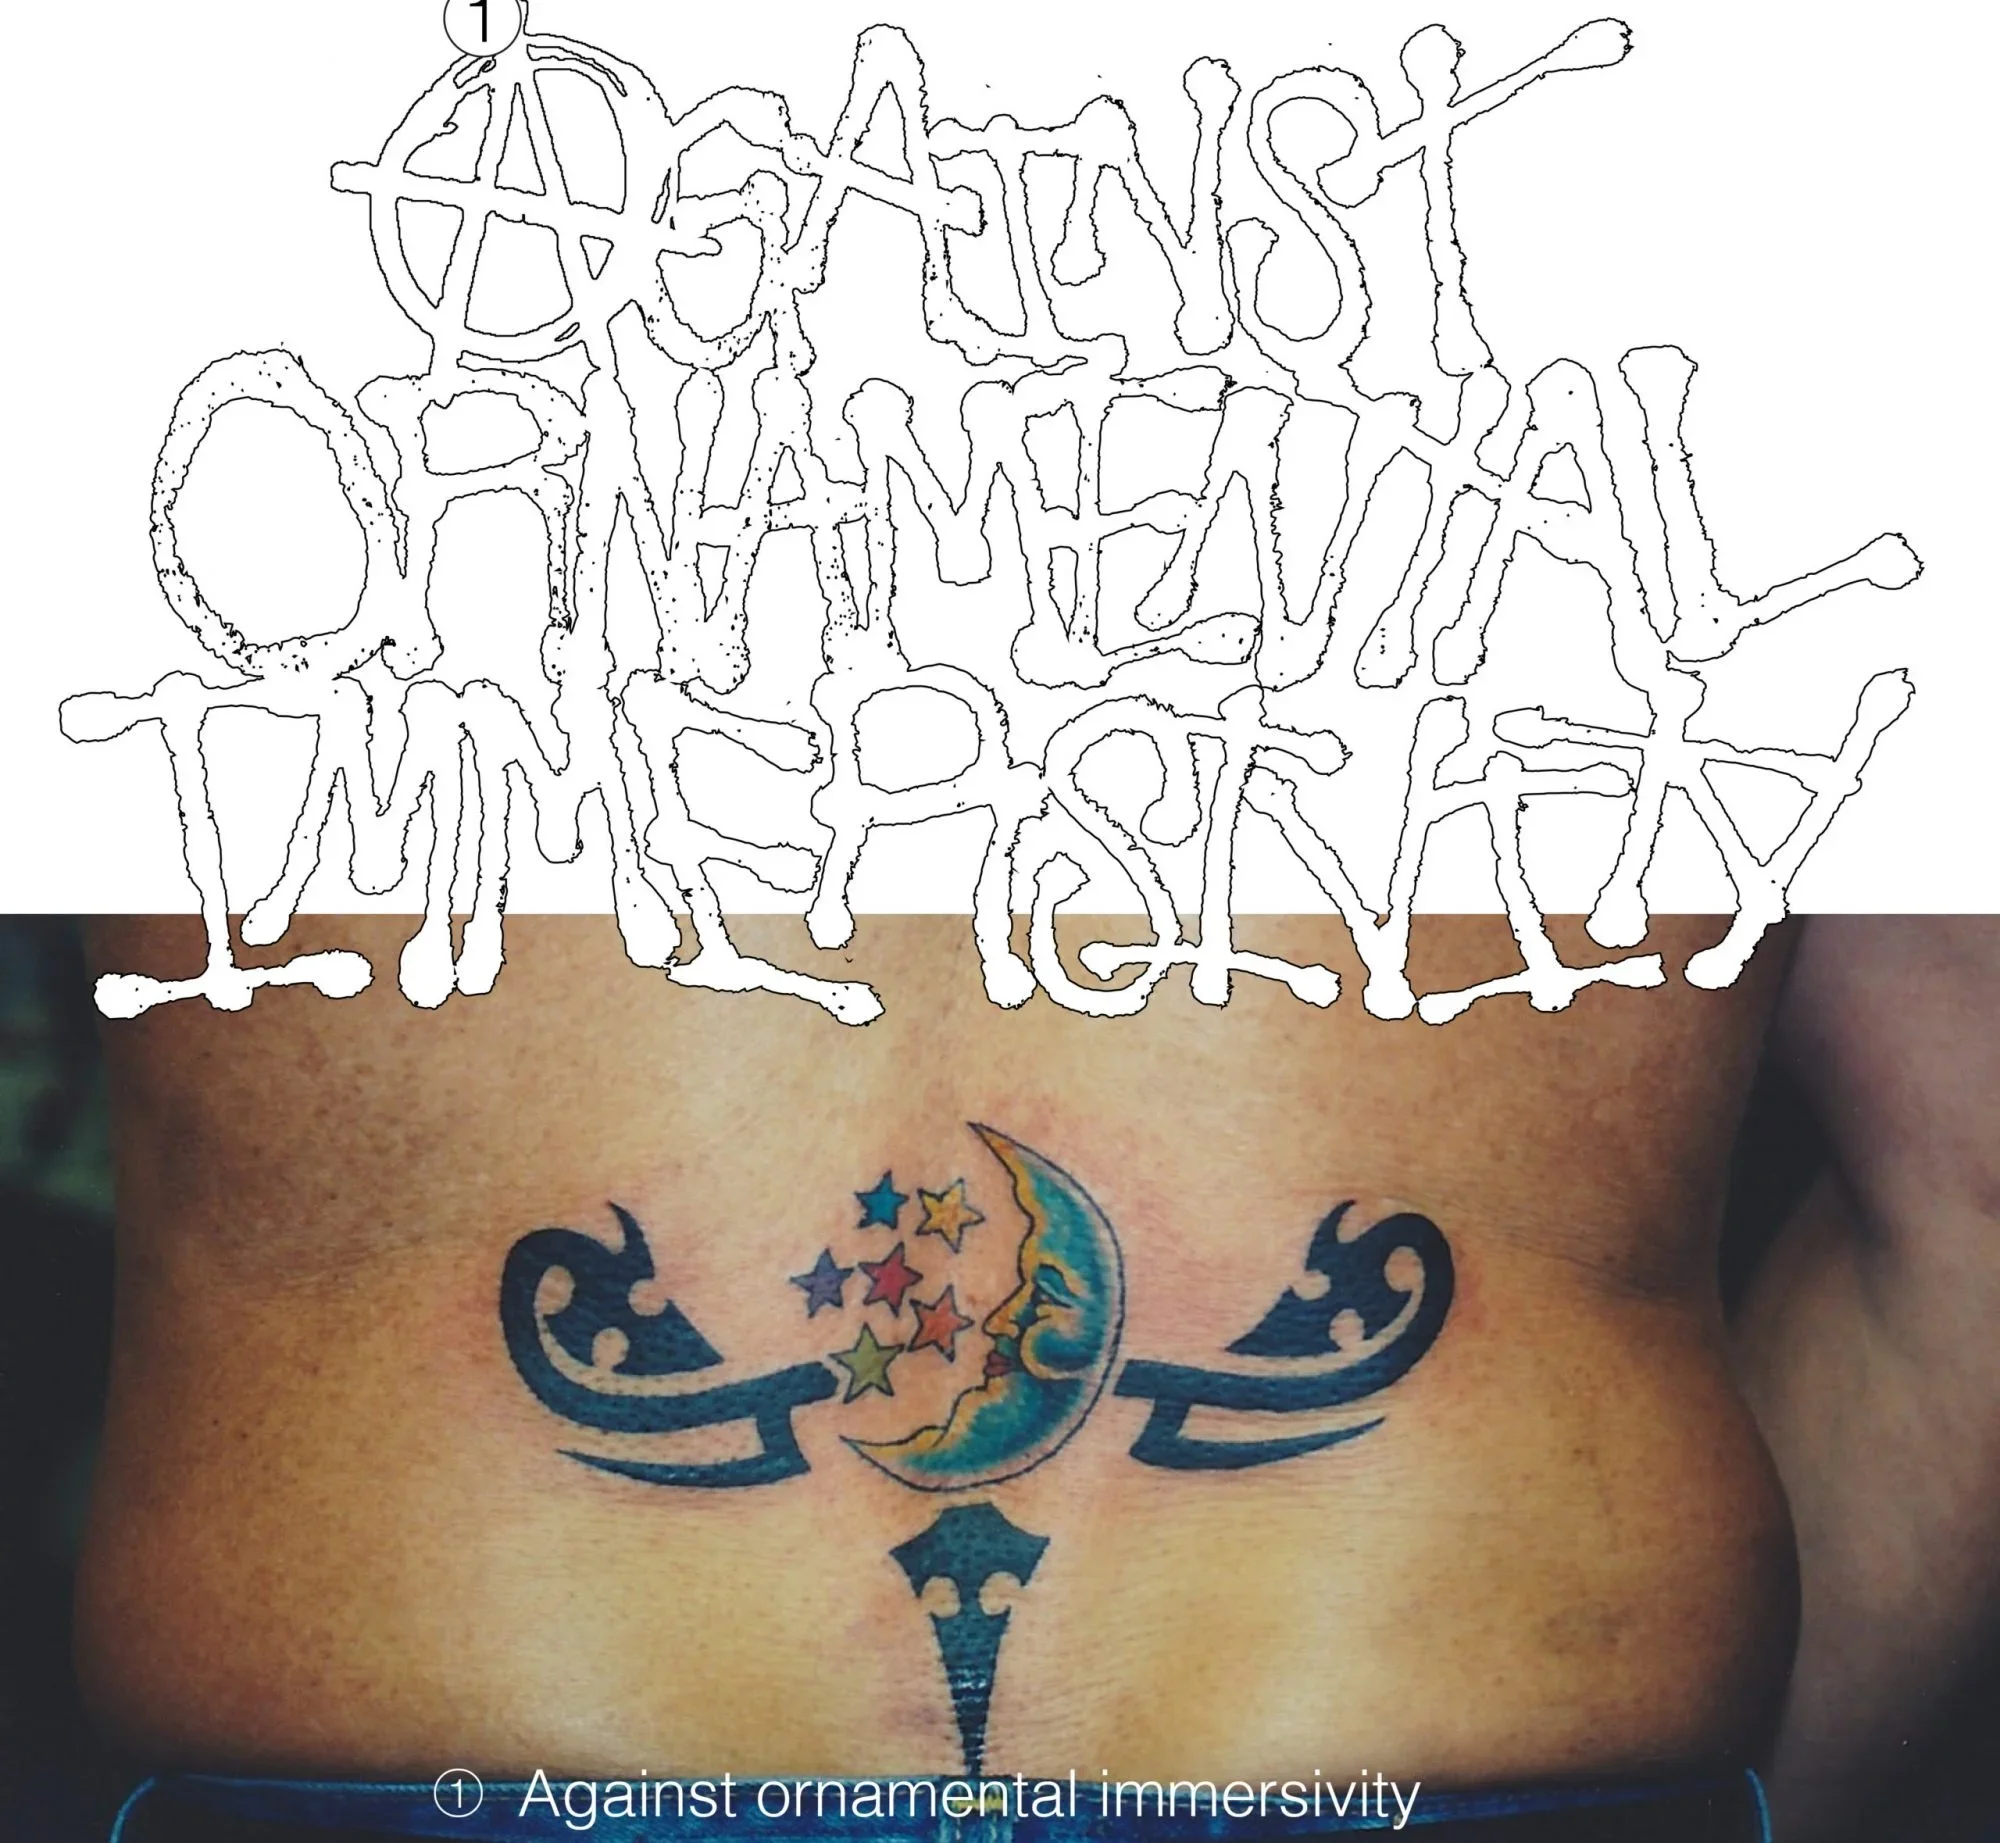 ①
AGAINST
ORNAMENTAL
IMMERSIVITY
① Against ornamental immersivity